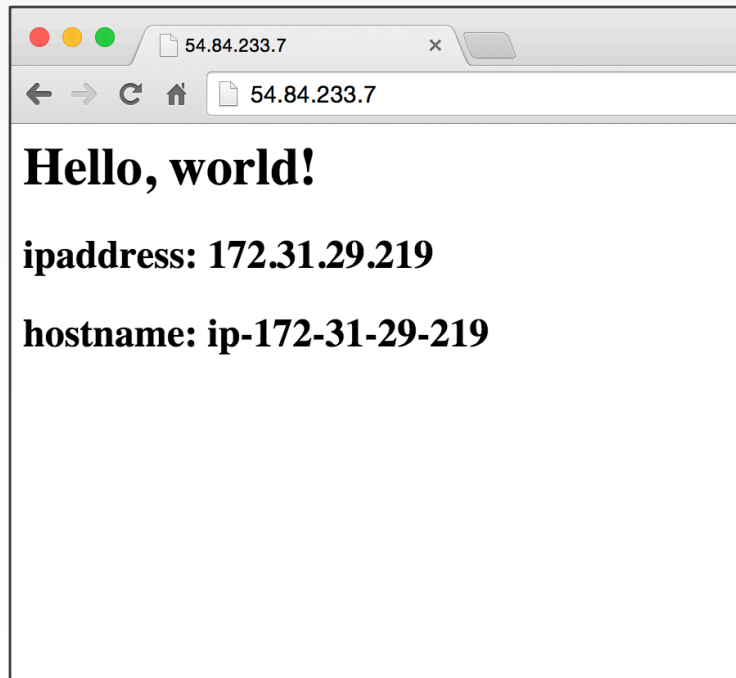 54.84.233.7
54.84.233.7
Hello, world!
ipaddress: 172.31.29.219
hostname: ip-172-31-29-219